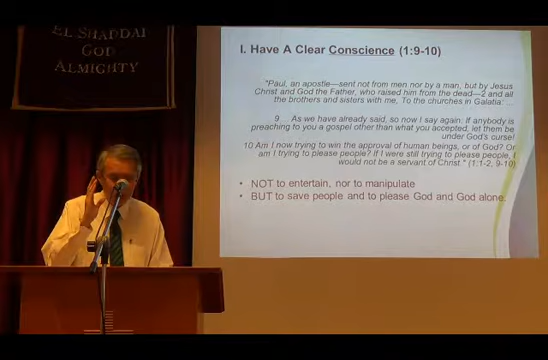 EL SHADDAI
GOD
ALMIGHTY
I. Have A Clear Conscience (1:9-10)
"Paul, an apostle—sent not from men nor by a man, but by Jesus
Christ and God the Father, who raised him from the dead—2 and all
the brothers and sisters with me, To the churches in Galatia: ...
9 ... As we have already said, so now I say again: If anybody is
preaching to you a gospel other than what you accepted, let them be
under God's curse!
10 Am I now trying to win the approval of human beings, or of God? Or
am I trying to please people? If I were still trying to please people, I
would not be a servant of Christ." (1:1-2, 9-10)
• NOT to entertain, nor to manipulate
• BUT to save people and to please God and God alone.